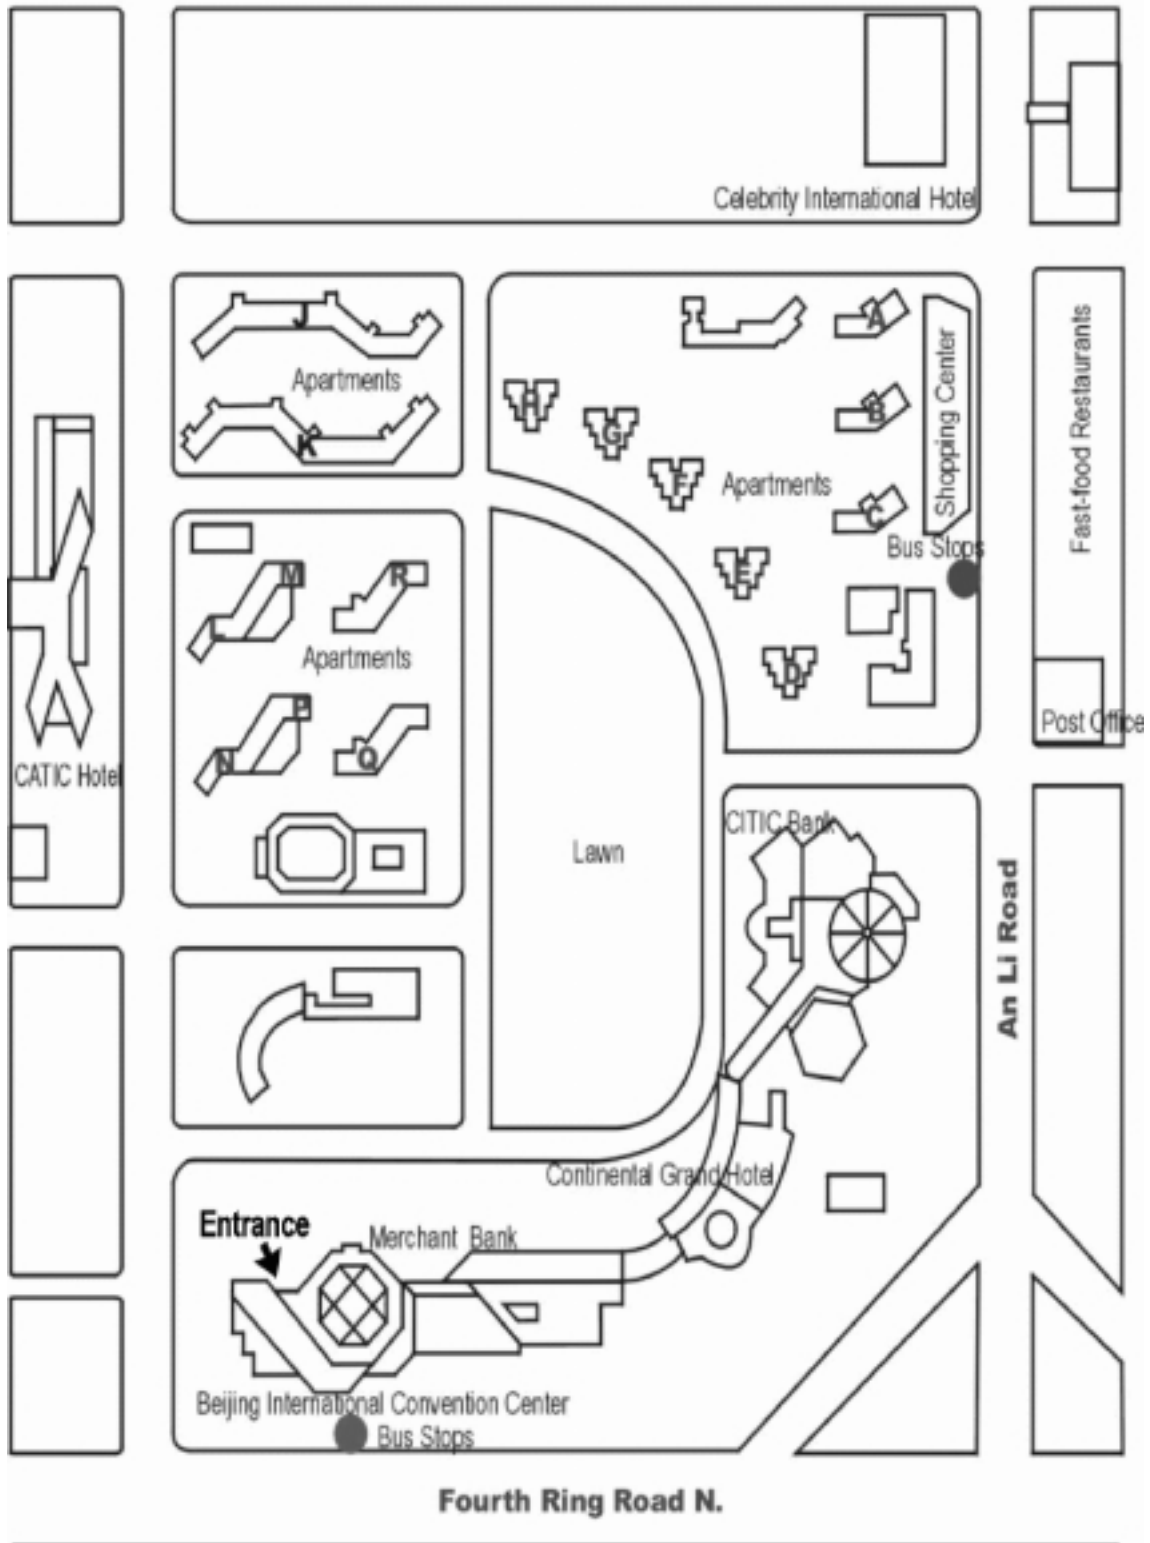 Celebrity International Hotel
J
A
Apartments
Shopping Center
Fast-food Restaurants
H
B
G
K
F
Apartments
C
Bus Stops
M
R
E
L
Apartments
D
P
Post Office
N
Q
CATIC Hotel
CITIC Bank
Lawn
An Li Road
Continental Grand Hotel
Entrance
Merchant Bank
Beijing International Convention Center
Bus Stops
Fourth Ring Road N.